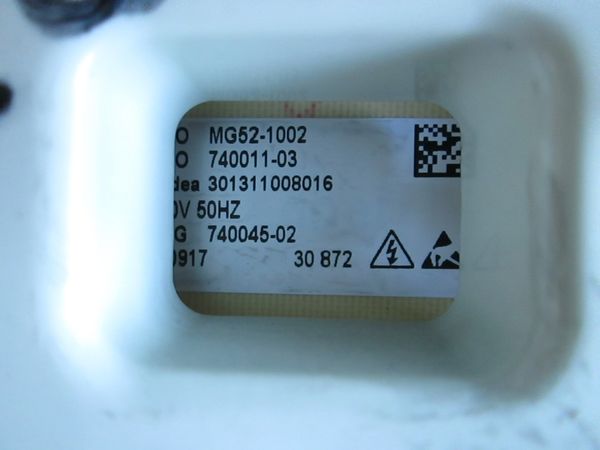 O MG52-1002
O 740011-03
dea 301311008016
0V 50HZ
G 740045-02
0917 30 872